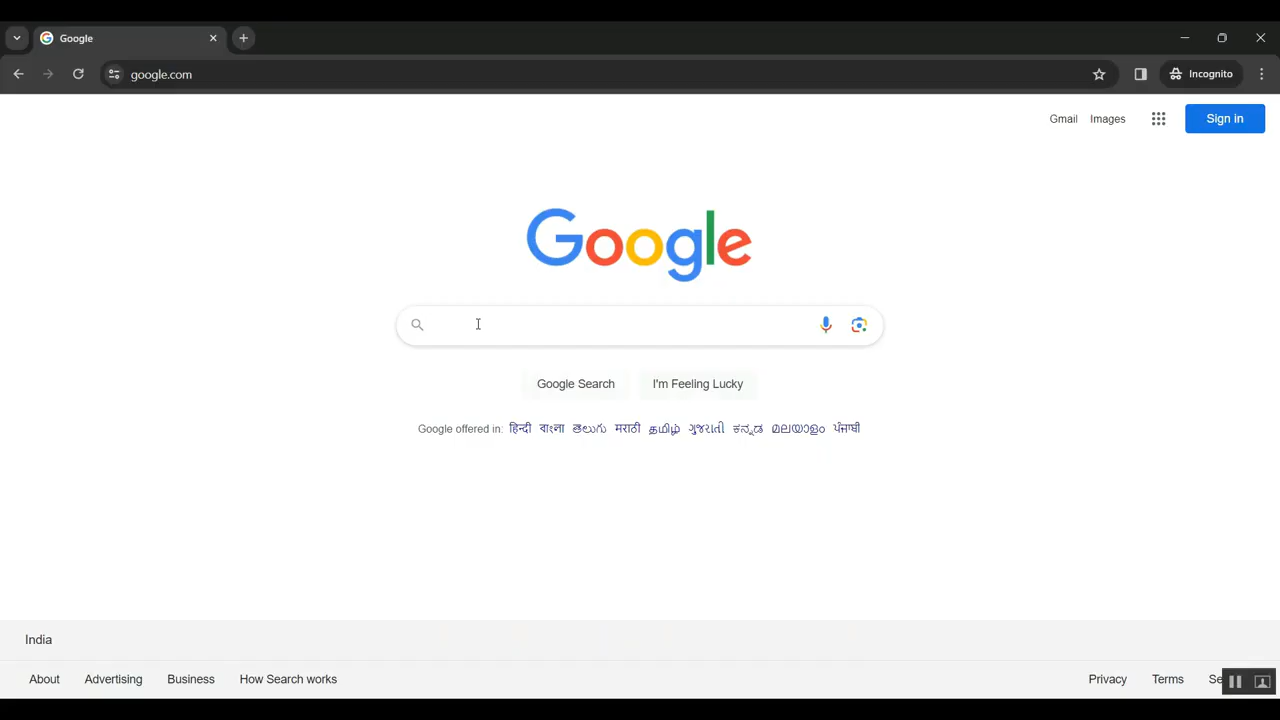 Google
google.com
Incognito
Gmail Images Sign in
Google
Google Search I'm Feeling Lucky
Google offered in: हिन्दी বাংলা తెలుగు मराठी தமிழ் ગુજરાતી ಕನ್ನಡ മലയാളം ਪੰਜਾਬੀ
India
About Advertising Business How Search works Privacy Terms Se